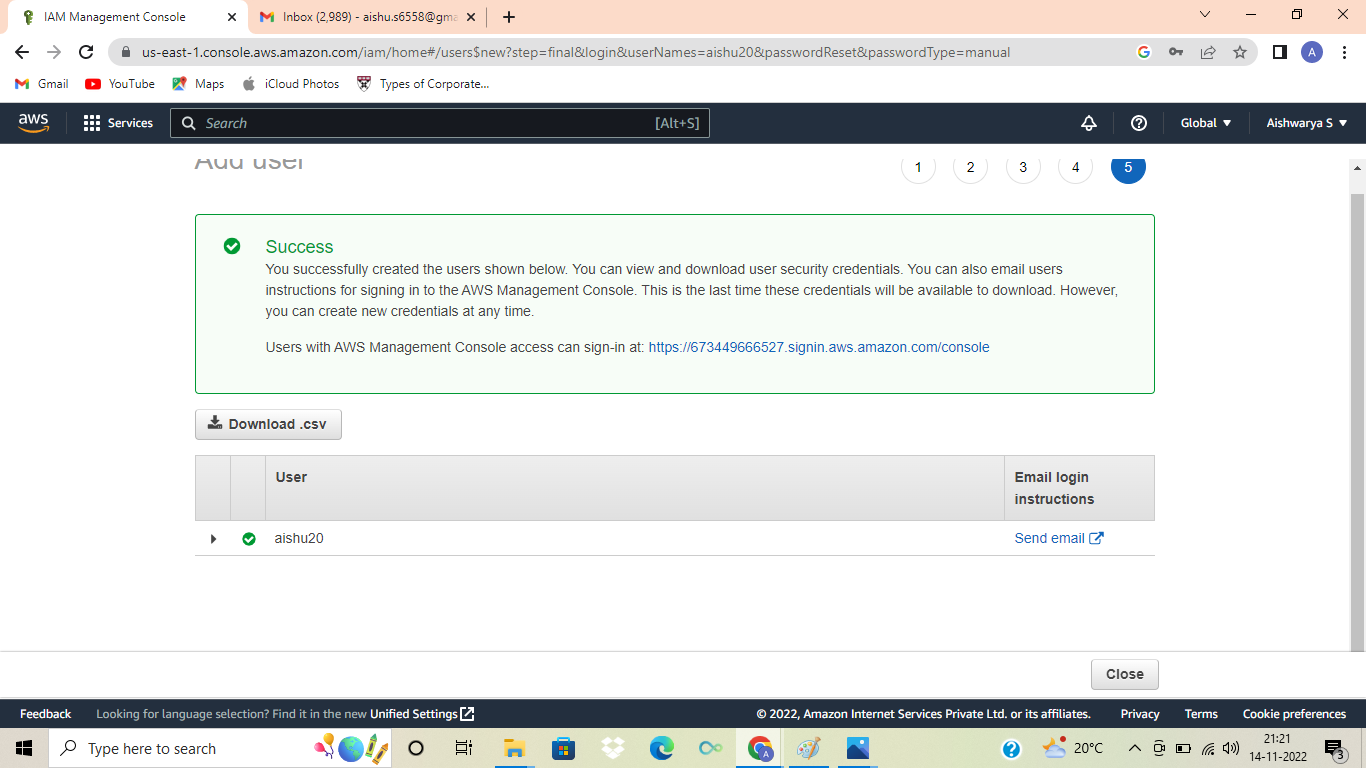 IAM Management Console
Inbox (2,989) - aishu.s6558@gma
us-east-1.console.aws.amazon.com/iam/home#/users$new?step=final&login&userNames=aishu20&passwordReset&passwordType=manual
G
A
Gmail
YouTube
Maps
iCloud Photos
Types of Corporate...
aws
Services
Search
[Alt+S]
Global
Aishwarya S
Add user
1
2
3
4
5
Success
You successfully created the users shown below. You can view and download user security credentials. You can also email users
instructions for signing in to the AWS Management Console. This is the last time these credentials will be available to download. However,
you can create new credentials at any time.
Users with AWS Management Console access can sign-in at: https://673449666527.signin.aws.amazon.com/console
Download .csv
User
Email login
instructions
aishu20
Send email
Close
Feedback
Looking for language selection? Find it in the new Unified Settings
© 2022, Amazon Internet Services Private Ltd. or its affiliates.
Privacy
Terms
Cookie preferences
Type here to search
A
20°C
21:21
14-11-2022
3